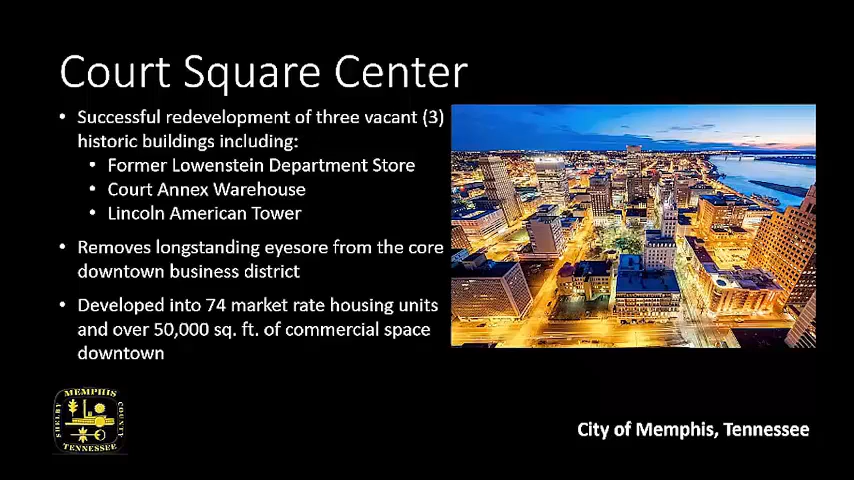 Court Square Center
• Successful redevelopment of three vacant (3)
historic buildings including:
• Former Lowenstein Department Store
• Court Annex Warehouse
• Lincoln American Tower
• Removes longstanding eyesore from the core
downtown business district
• Developed into 74 market rate housing units
and over 50,000 sq. ft. of commercial space
downtown
MEMPHIS
SHELBY
COUNTY
TENNESSEE
City of Memphis, Tennessee